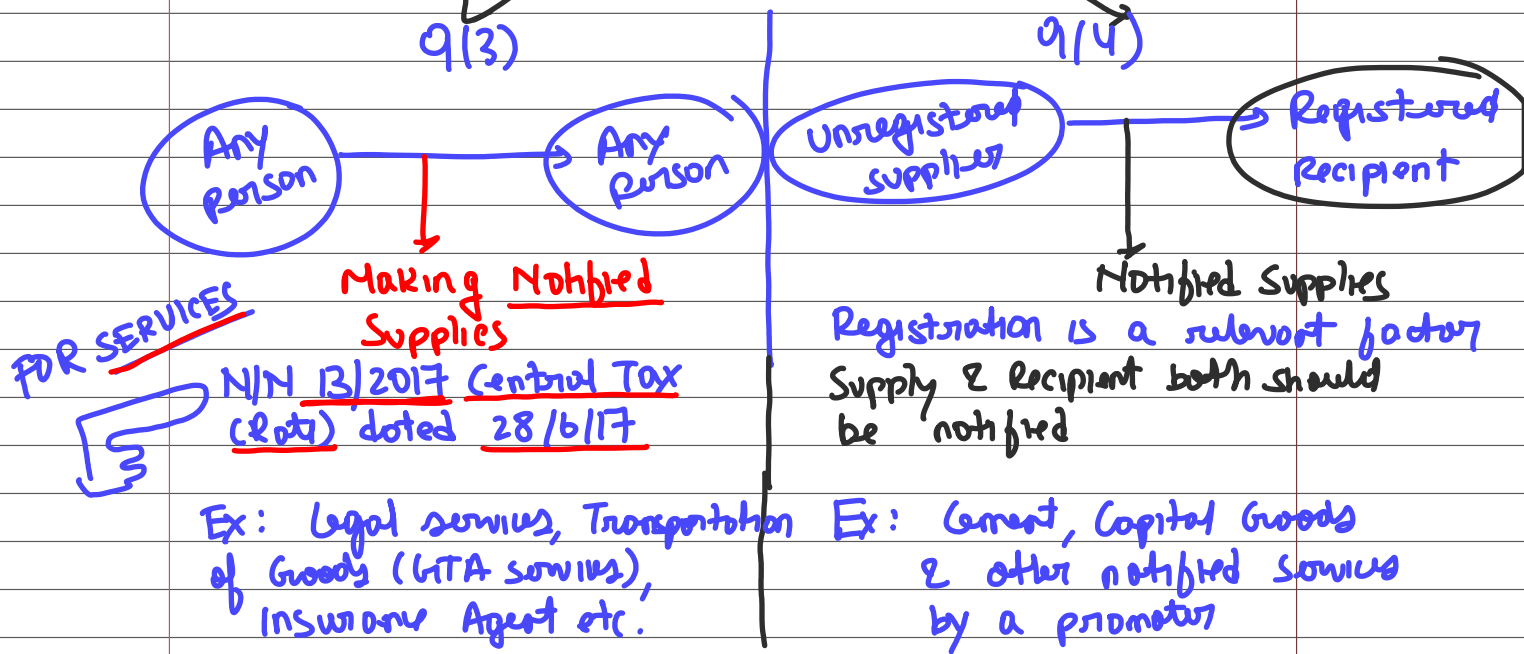 9(3)
Any person
Any person
Making Notified
Supplies
FOR SERVICES
N/N 13/2017 Central Tax
(Rate) dated 28/6/17
Ex: Legal services, Transportation
of Goods (GTA services),
Insurance Agent etc.
9(4)
Unregistered
supplier
Registered
Recipient
Notified Supplies
Registration is a relevant factor
Supply & Recipient both should
be notified
Ex: Cement, Capital Goods
& other notified services
by a promoter